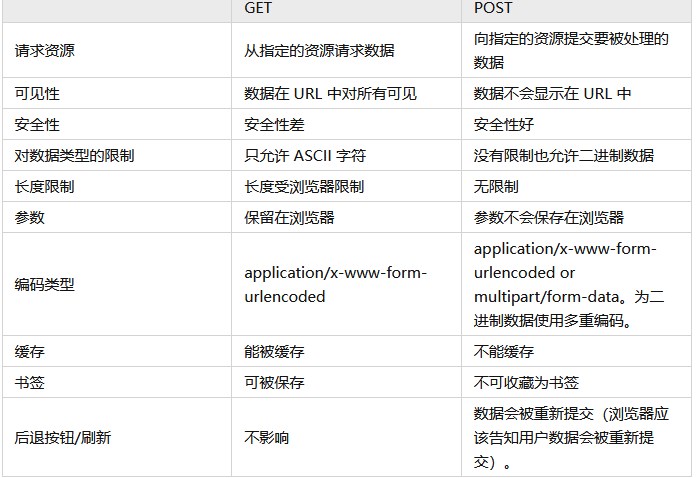 GET POST
请求资源 从指定的资源请求数据 向指定的资源提交要被处理的
数据
可见性 数据在 URL 中对所有可见 数据不会显示在 URL 中
安全性 安全性差 安全性好
对数据类型的限制 只允许 ASCII 字符 没有限制也允许二进制数据
长度限制 长度受浏览器限制 无限制
参数 保留在浏览器 参数不会保存在浏览器
编码类型 application/x-www-form-
urlencoded application/x-www-form-
urlencoded or
multipart/form-data。为二
进制数据使用多重编码。
缓存 能被缓存 不能缓存
书签 可被保存 不可收藏为书签
后退按钮/刷新 不影响 数据会被重新提交（浏览器应
该告知用户数据会被重新提
交）。